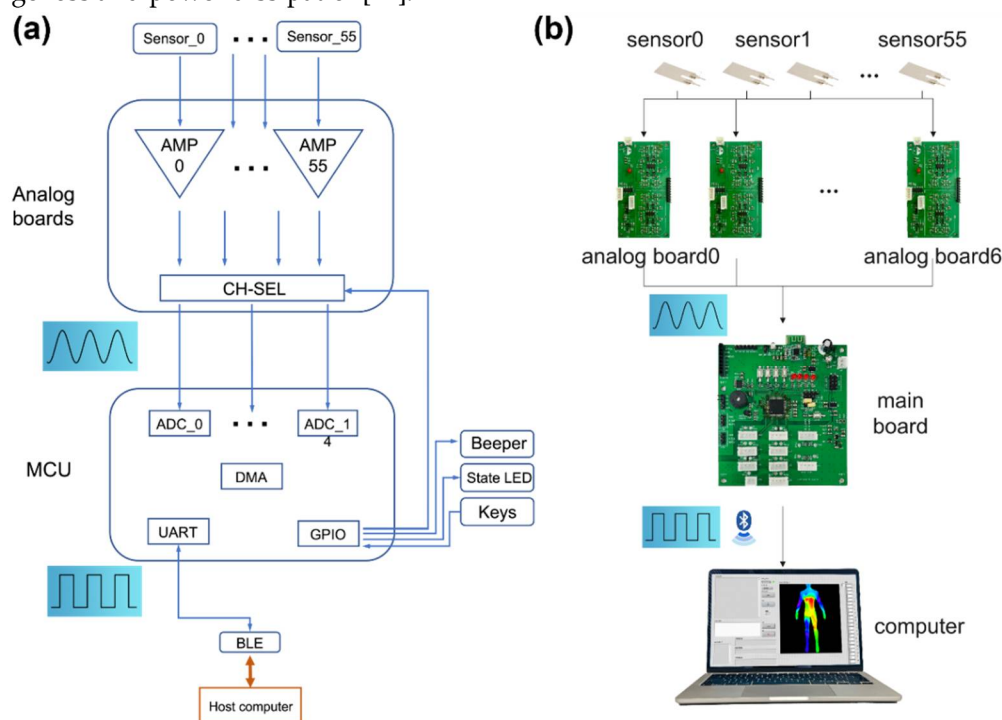 (a)
Sensor_0
Sensor_55
AMP
0
AMP
55
Analog
boards
CH-SEL
ADC_0
ADC_1
4
MCU
DMA
UART
GPIO
Beeper
State LED
Keys
BLE
Host computer
(b)
sensor0
sensor1
sensor55
analog board0
analog board6
main
board
computer